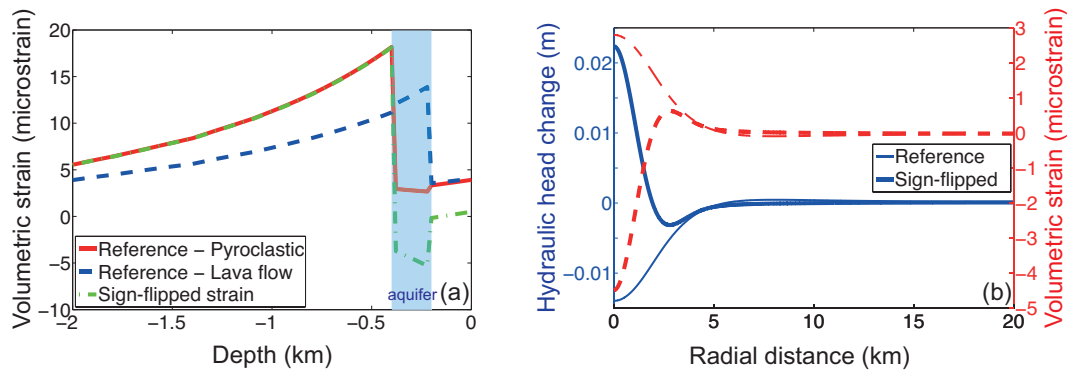 Volumetric strain (microstrain)
20
15
10
5
0
−5
−10
Reference − Pyroclastic
Reference − Lava flow
Sign−flipped strain
aquifer
(a)
−2
−1.5
−1
−0.5
0
Depth (km)
Hydraulic head change (m)
0.02
0.01
0
−0.01
Reference
Sign−flipped
(b)
0
5
10
15
20
Radial distance (km)
3
2
1
0
−1
−2
−3
−4
−5
Volumetric strain (microstrain)